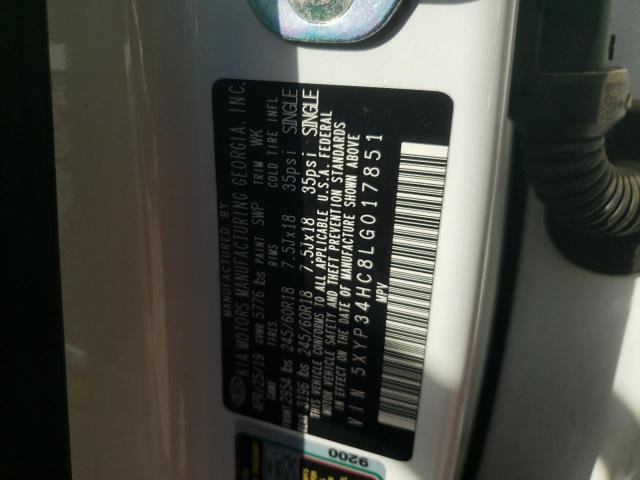 MANUFACTURED BY
KIA MOTORS MANUFACTURING GEORGIA, INC.
APR/25/19 GVWR 5776 lbs PAINT SWP TRIM WK
TIRES RIMS COLD TIRE INFL
2954 lbs 245/60R18 7.5Jx18 35psi SINGLE
3196 lbs 245/60R18 7.5Jx18 35psi SINGLE
THIS VEHICLE CONFORMS TO ALL APPLICABLE U.S.A. FEDERAL
MOTOR VEHICLE SAFETY AND THEFT PREVENTION STANDARDS
IN EFFECT ON THE DATE OF MANUFACTURE SHOWN ABOVE
VIN 5XYP34HC8LG017851
MPV
9200